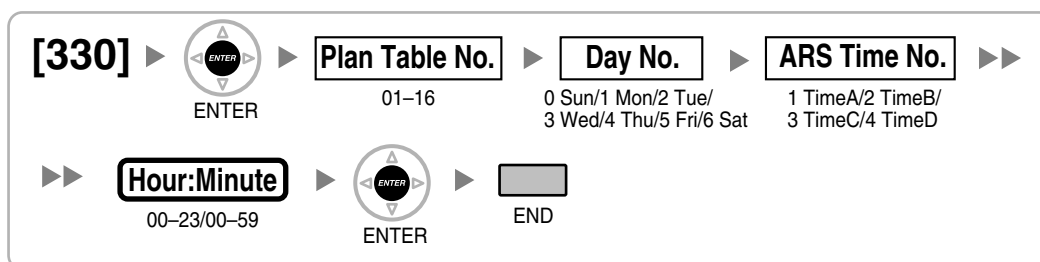 [330] ENTER Plan Table No. Day No. ARS Time No.
ENTER 01–16 0 Sun/1 Mon/2 Tue/ 1 TimeA/2 TimeB/
3 Wed/4 Thu/5 Fri/6 Sat 3 TimeC/4 TimeD
Hour:Minute ENTER
00–23/00–59 ENTER END